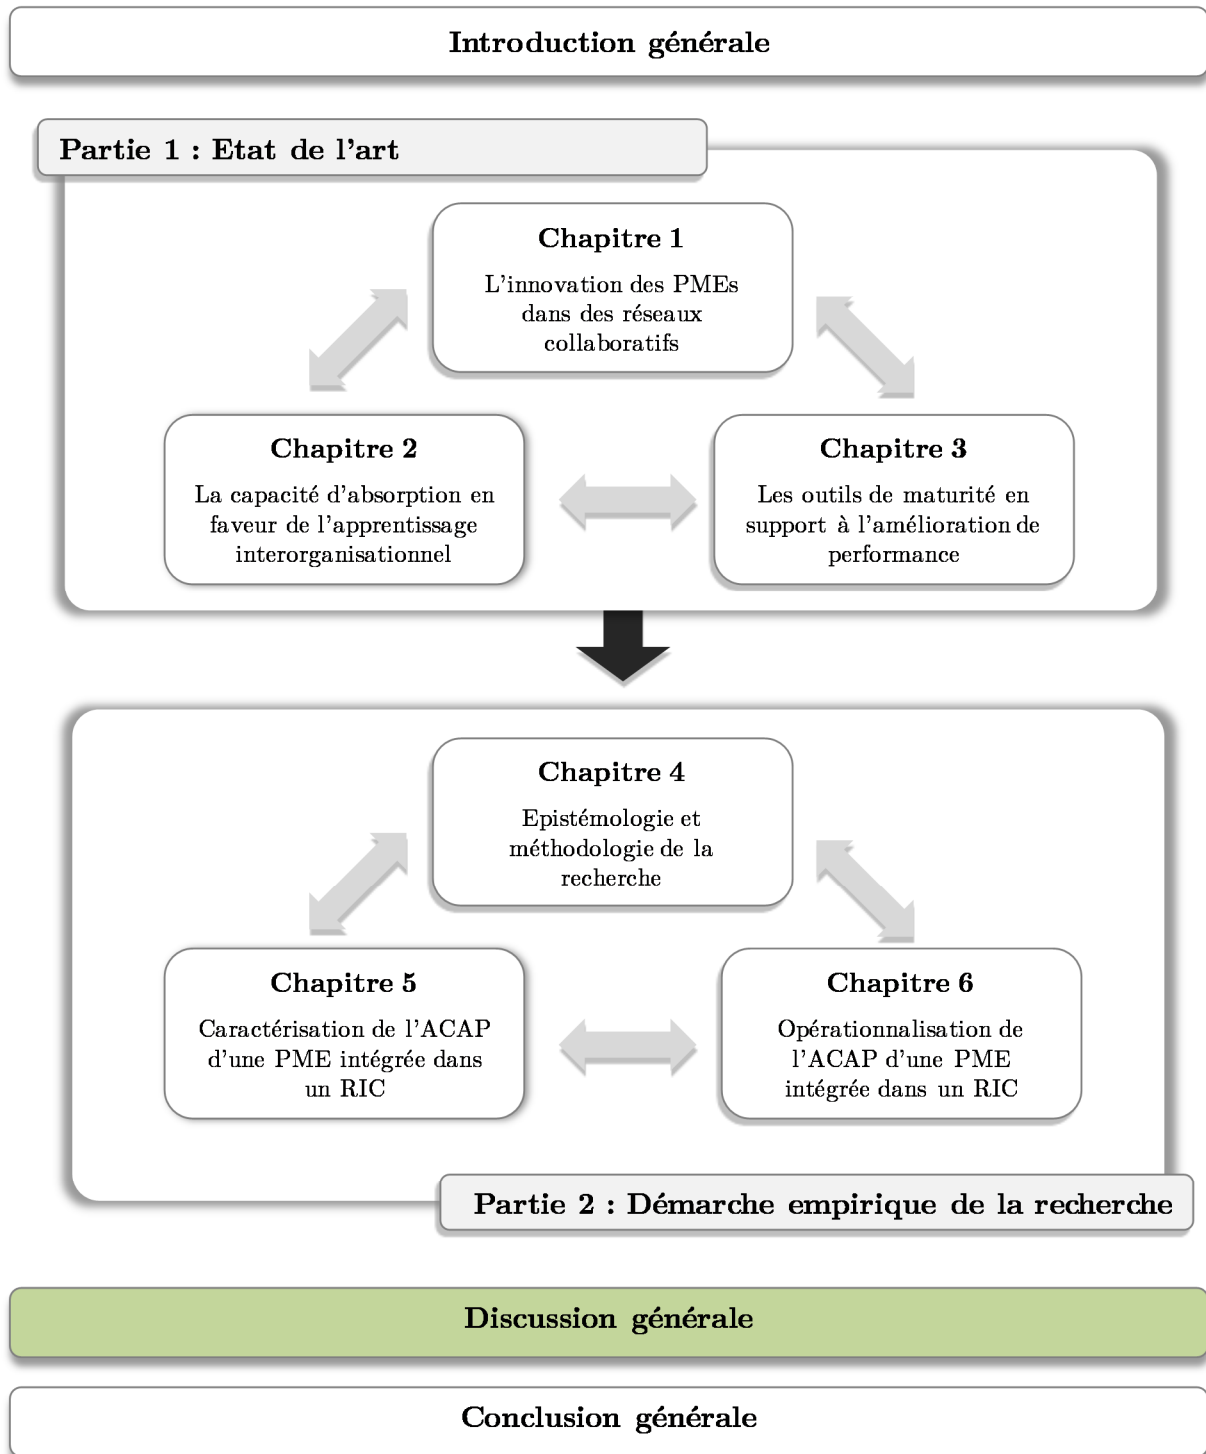 Introduction générale
Partie 1 : Etat de l'art
Chapitre 1
L'innovation des PMEs
dans des réseaux
collaboratifs
Chapitre 2
La capacité d'absorption en
faveur de l'apprentissage
interorganisationnel
Chapitre 3
Les outils de maturité en
support à l'amélioration de
performance
Chapitre 4
Epistémologie et
méthodologie de la
recherche
Chapitre 5
Caractérisation de l'ACAP
d'une PME intégrée dans
un RIC
Chapitre 6
Opérationnalisation de
l'ACAP d'une PME
intégrée dans un RIC
Partie 2 : Démarche empirique de la recherche
Discussion générale
Conclusion générale